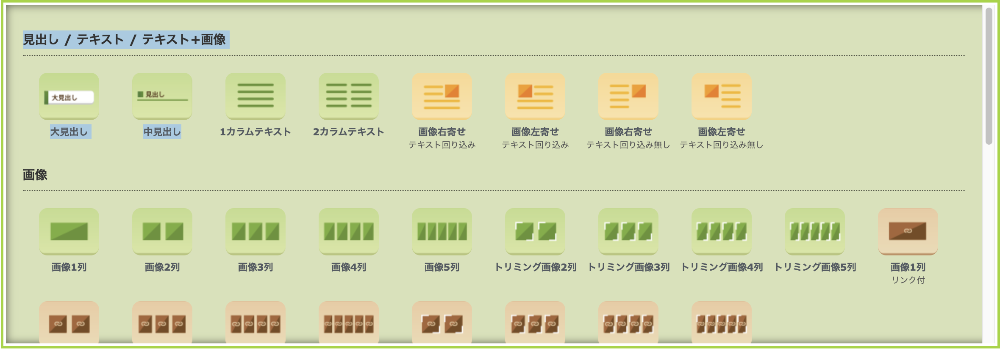 見出し / テキスト / テキスト+画像
大見出し
見出し
大見出し
中見出し
1カラムテキスト
2カラムテキスト
画像右寄せ
テキスト回り込み
画像左寄せ
テキスト回り込み
画像右寄せ
テキスト回り込み無し
画像左寄せ
テキスト回り込み無し
画像
画像1列
画像2列
画像3列
画像4列
画像5列
トリミング画像2列
トリミング画像3列
トリミング画像4列
トリミング画像5列
画像1列
リンク付